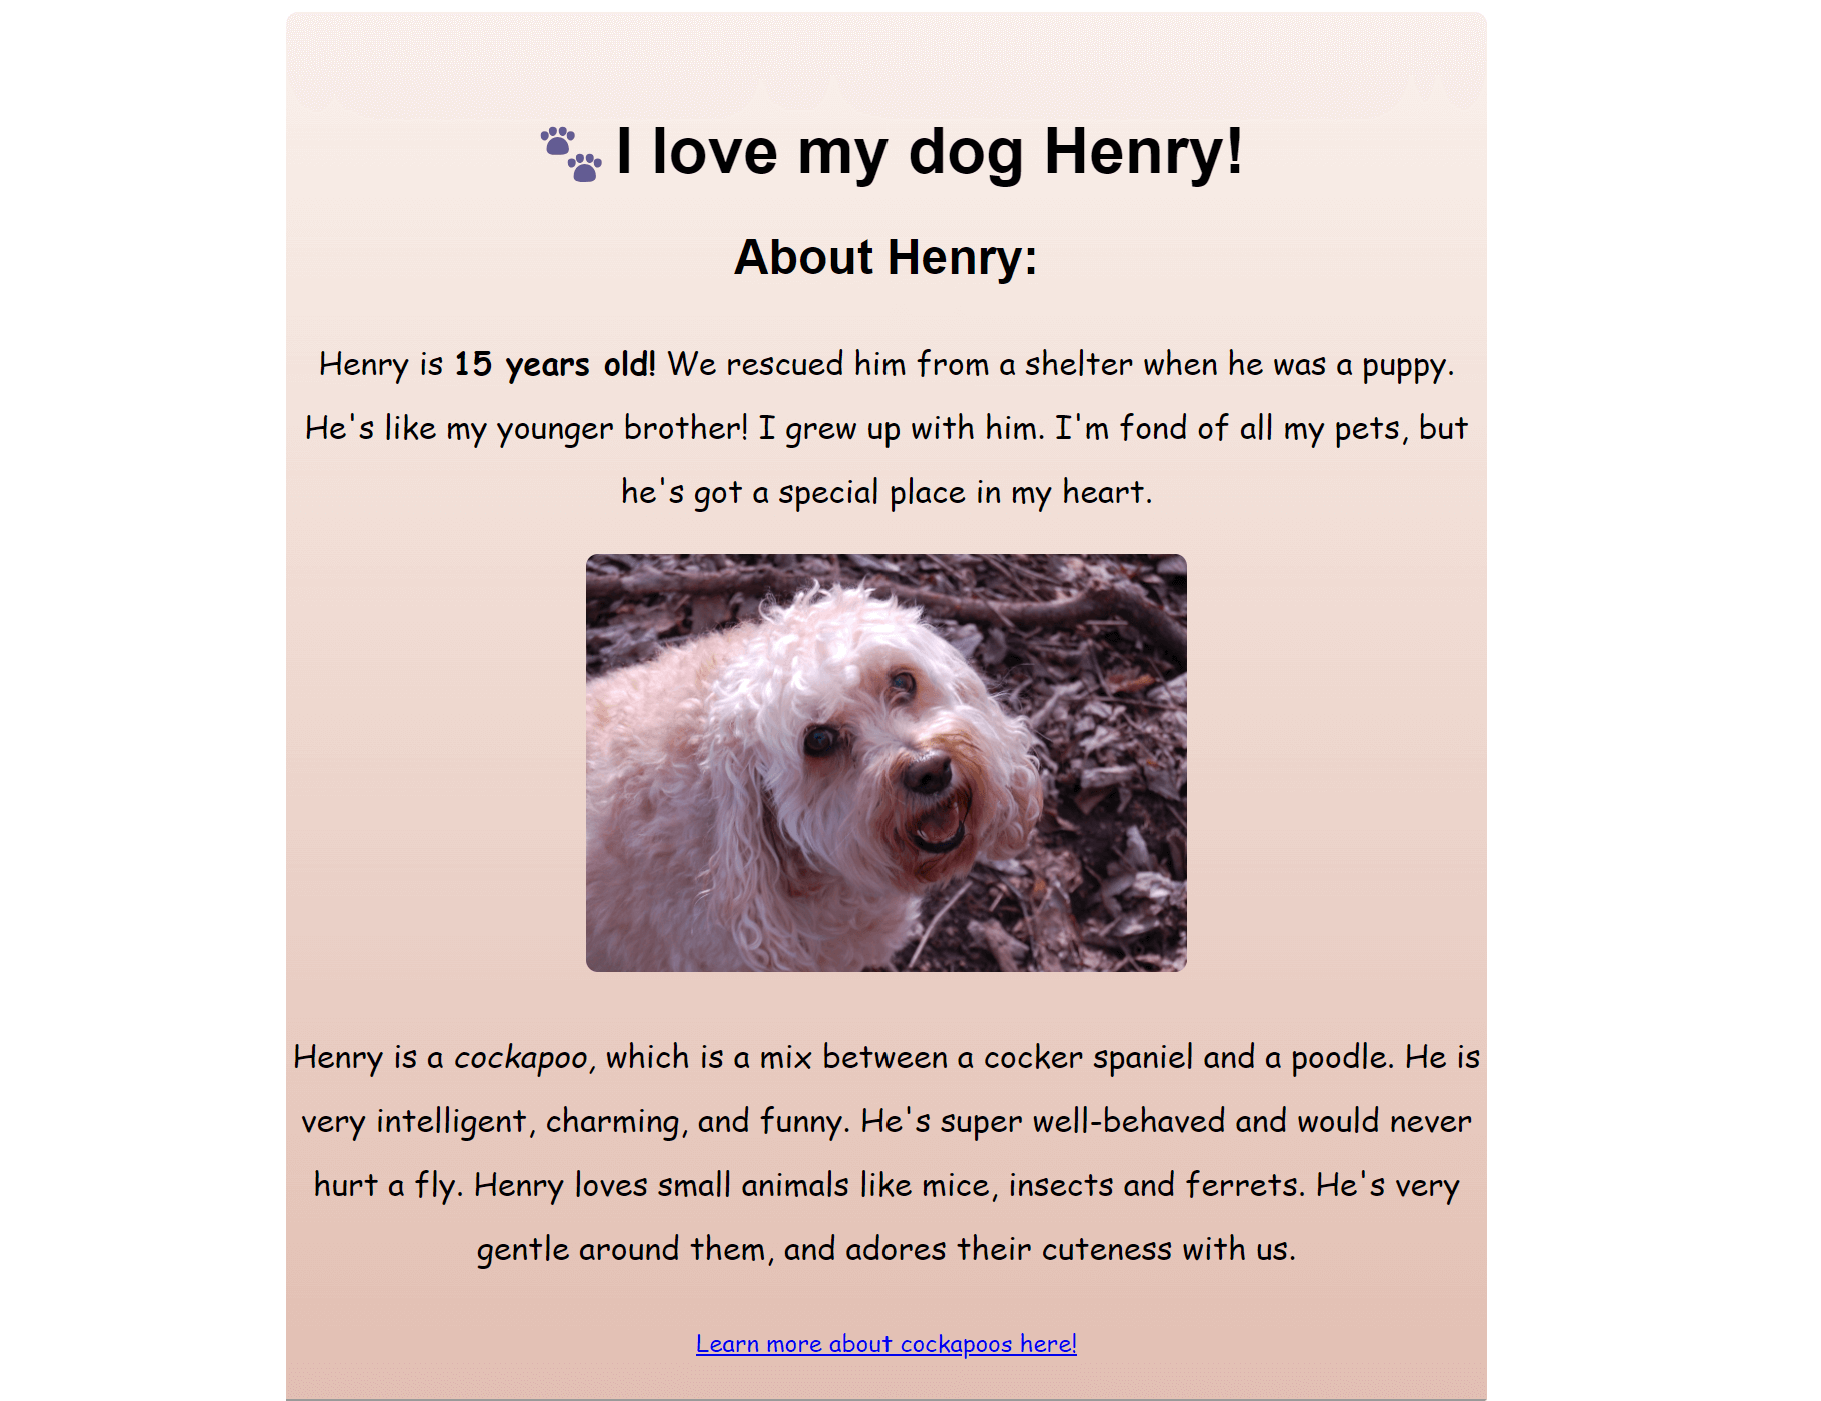 🐾 I love my dog Henry!
About Henry:
Henry is 15 years old! We rescued him from a shelter when he was a puppy.
He's like my younger brother! I grew up with him. I'm fond of all my pets, but
he's got a special place in my heart.
Henry is a cockapoo, which is a mix between a cocker spaniel and a poodle. He is
very intelligent, charming, and funny. He's super well-behaved and would never
hurt a fly. Henry loves small animals like mice, insects and ferrets. He's very
gentle around them, and adores their cuteness with us.
Learn more about cockapoos here!